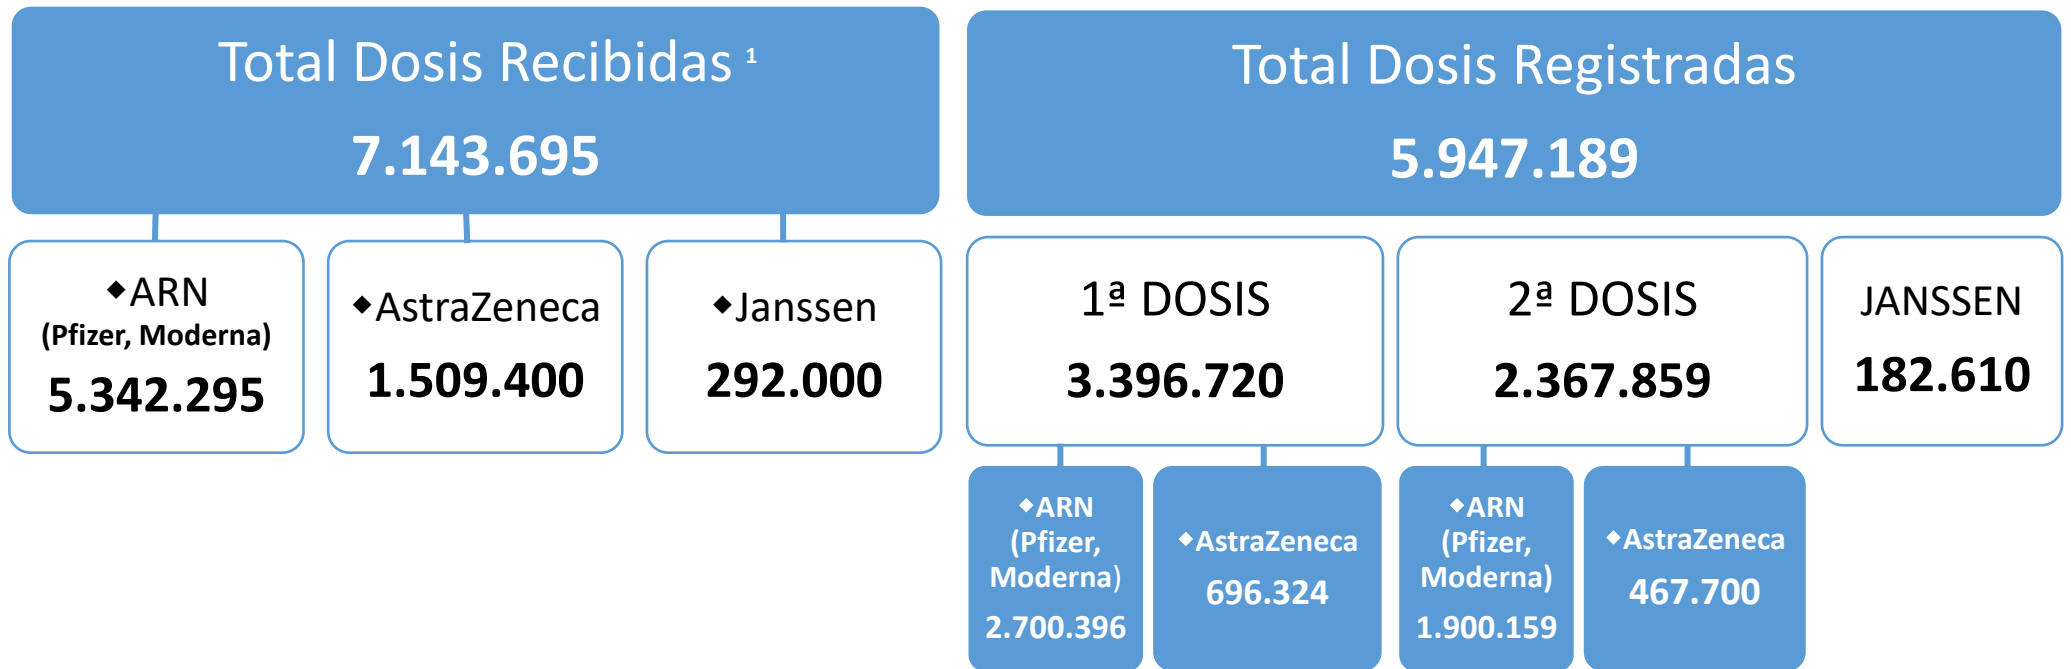 Total Dosis Recibidas ¹
7.143.695
◆ARN
(Pfizer, Moderna)
5.342.295
◆AstraZeneca
1.509.400
◆Janssen
292.000
Total Dosis Registradas
5.947.189
1ª DOSIS
3.396.720
2ª DOSIS
2.367.859
JANSSEN
182.610
◆ARN
(Pfizer,
Moderna)
2.700.396
◆AstraZeneca
696.324
◆ARN
(Pfizer,
Moderna)
1.900.159
◆AstraZeneca
467.700